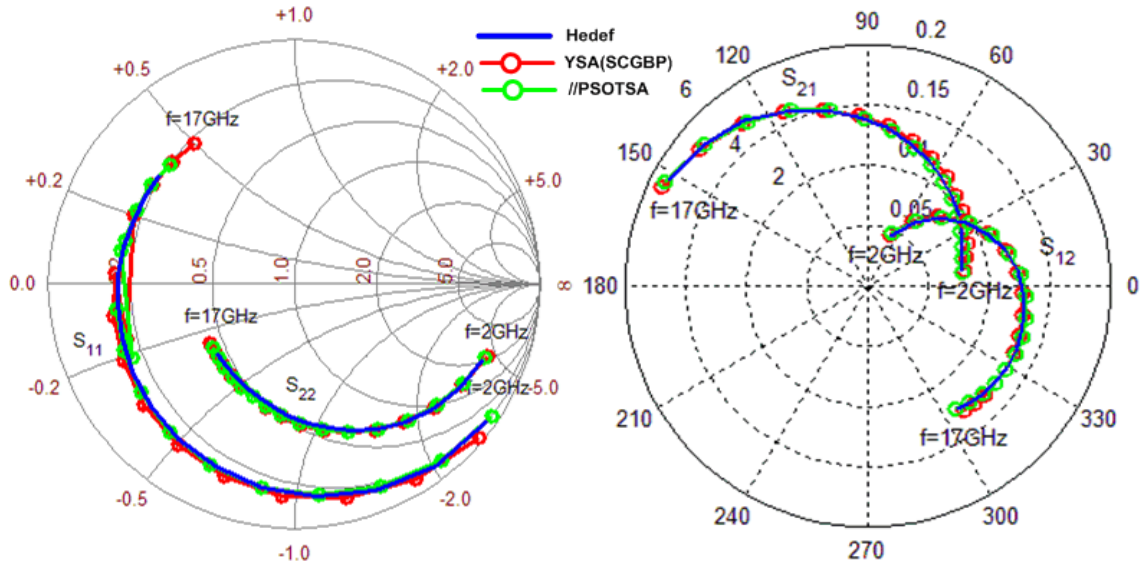 Hedef
YSA(SCGBP)
//PSOTSA
+1.0
+0.5
+2.0
f=17GHz
+0.2
+5.0
0.0
0.5
1.0
2.0
5.0
∞
f=17GHz
S11
f=2GHz
-0.2
S22
f=2GHz
-5.0
-0.5
-2.0
-1.0
90
0.2
120
60
S21
6
0.15
150
4
30
2
0.05
f=17GHz
f=2GHz
S12
180
f=2GHz
0
210
330
f=17GHz
240
300
270